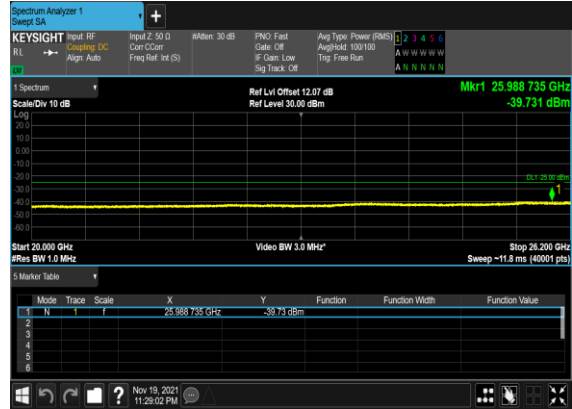 Spectrum Analyzer 1
Swept SA
+
KEYSIGHT
RL
Input: RF
Coupling: DC
Align: Auto
Input Z: 50 Ω
Corr CCorr
Freq Ref: Int (S)
#Atten: 30 dB
PNO: Fast
Gate: Off
IF Gain: Low
Sig Track: Off
Avg Type: Power (RMS)
Avg|Hold: 100/100
Trig: Free Run
1 2 3 4 5 6
A W W W W W
A N N N N N
1 Spectrum
Scale/Div 10 dB
Ref Lvl Offset 12.07 dB
Ref Level 30.00 dBm
Mkr1 25.988 735 GHz
-39.731 dBm
Log
20.0
10.0
0.00
-10.0
-20.0
-30.0
-40.0
-50.0
-60.0
DL1 -25.00 dBm
1
Start 20.000 GHz
#Res BW 1.0 MHz
Video BW 3.0 MHz*
Stop 26.200 GHz
Sweep ~11.8 ms (40001 pts)
5 Marker Table
Mode Trace Scale X Y Function Function Width Function Value
1 N 1 f 25.988 735 GHz -39.73 dBm
2
3
4
5
6
?
Nov 19, 2021
11:29:02 PM